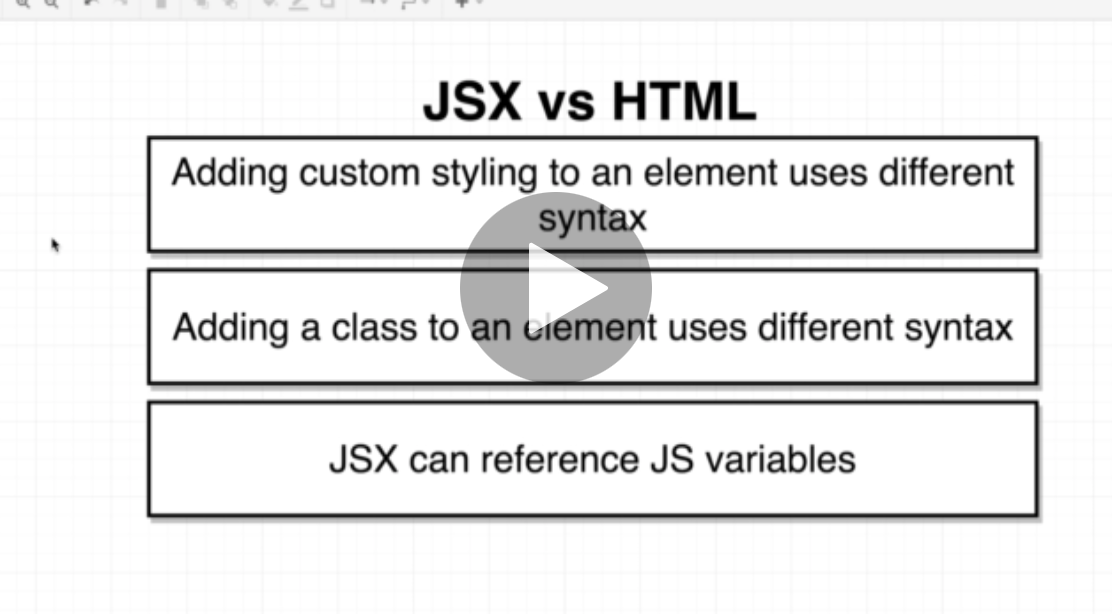 JSX vs HTML
Adding custom styling to an element uses different
syntax
Adding a class to an element uses different syntax
JSX can reference JS variables